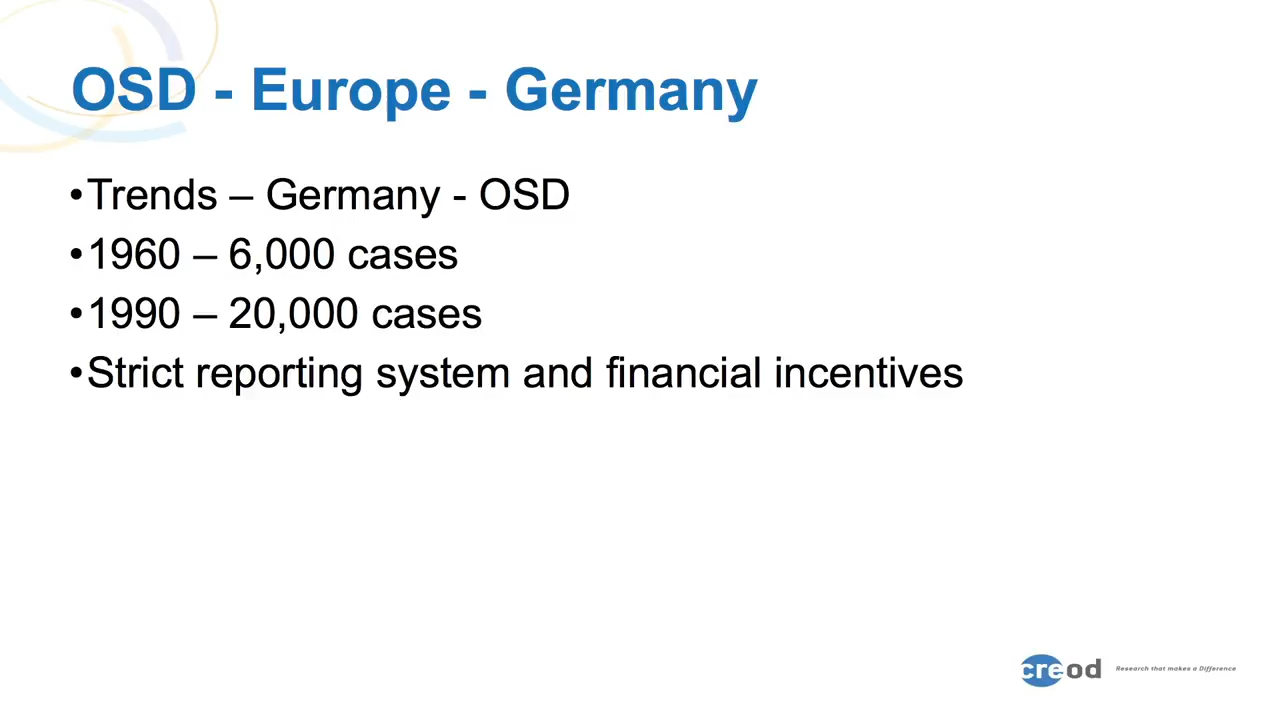 OSD - Europe - Germany
•Trends – Germany - OSD
•1960 – 6,000 cases
•1990 – 20,000 cases
•Strict reporting system and financial incentives
creod Research that makes a Difference